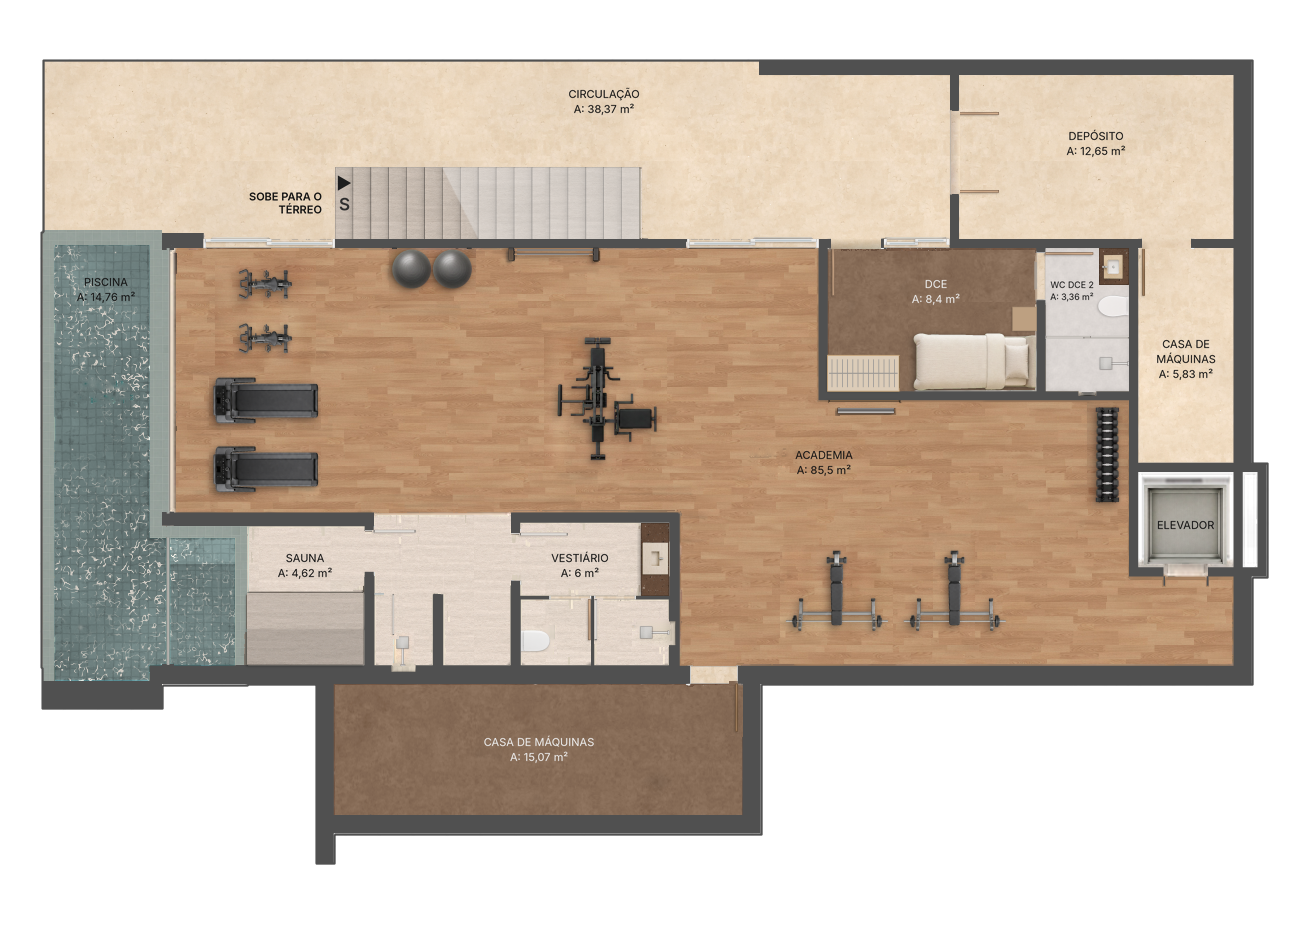 CIRCULAÇÃO
A: 38,37 m²
DEPÓSITO
A: 12,65 m²
SOBE PARA O
TÉRREO
S
PISCINA
A: 14,76 m²
DCE
A: 8,4 m²
WC DCE 2
A: 3,36 m²
CASA DE
MÁQUINAS
A: 5,83 m²
ACADEMIA
A: 85,5 m²
ELEVADOR
SAUNA
A: 4,62 m²
VESTIÁRIO
A: 6 m²
CASA DE MÁQUINAS
A: 15,07 m²